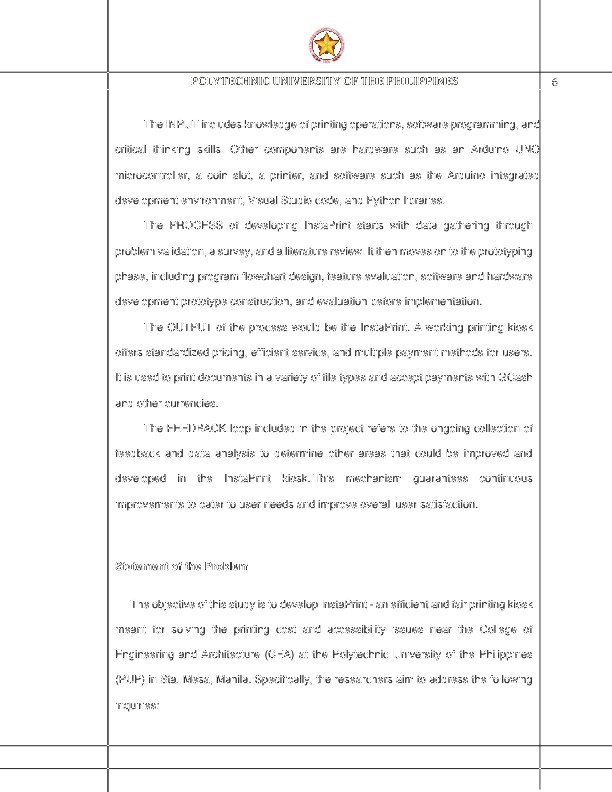 POLYTECHNIC UNIVERSITY OF THE PHILIPPINES 6
The INPUT includes knowledge of printing operations, software programming, and
critical thinking skills. Other components are hardware such as an Arduino UNO
microcontroller, a coin slot, a printer, and software such as the Arduino integrated
development environment, Visual Studio code, and Python libraries.
The PROCESS of developing InstaPrint starts with data gathering through
problem validation, a survey, and a literature review. It then moves on to the prototyping
phase, including program flowchart design, feature evaluation, software and hardware
development prototype construction, and evaluation before implementation.
The OUTPUT of the process would be the InstaPrint. A working printing kiosk
offers standardized pricing, efficient service, and multiple payment methods for users.
It is used to print documents in a variety of file types and accept payments with GCash
and other currencies.
The FEEDBACK loop included in the project refers to the ongoing collection of
feedback and data analysis to determine other areas that could be improved and
developed in the InstaPrint kiosk. This mechanism guarantees continuous
improvements to cater to user needs and improve overall user satisfaction.
Statement of the Problem
The objective of this study is to develop InstaPrint - an efficient and fair printing kiosk
meant for solving the printing cost and accessibility issues near the College of
Engineering and Architecture (CEA) at the Polytechnic University of the Philippines
(PUP) in Sta. Mesa, Manila. Specifically, the researchers aim to address the following
inquiries: